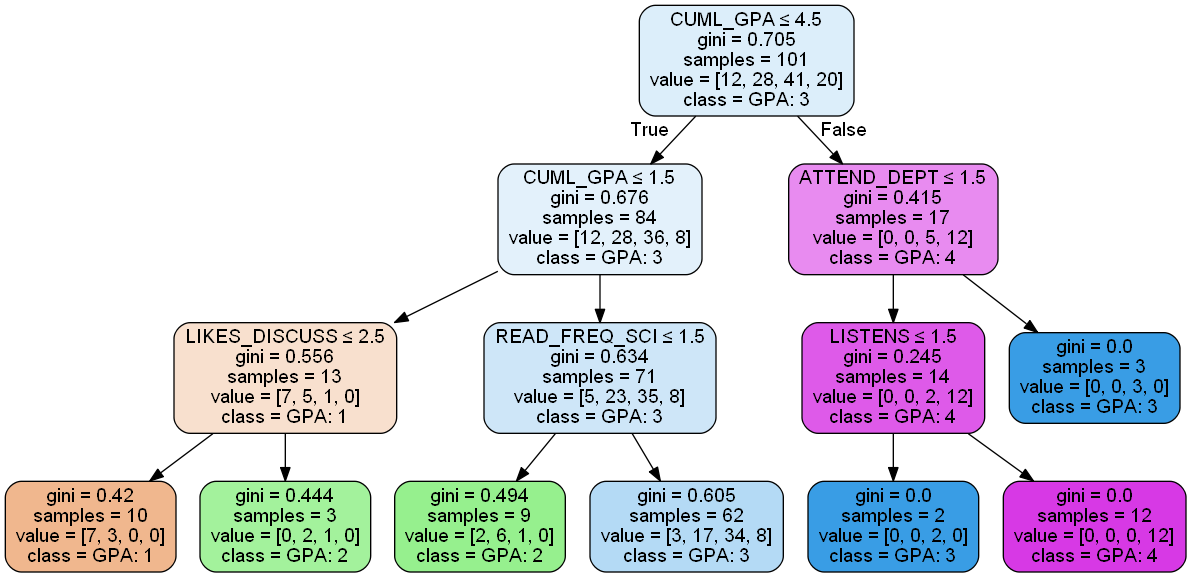 CUML_GPA ≤ 4.5
gini = 0.705
samples = 101
value = [12, 28, 41, 20]
class = GPA: 3
True
False
CUML_GPA ≤ 1.5
gini = 0.676
samples = 84
value = [12, 28, 36, 8]
class = GPA: 3
ATTEND_DEPT ≤ 1.5
gini = 0.415
samples = 17
value = [0, 0, 5, 12]
class = GPA: 4
LIKES_DISCUSS ≤ 2.5
gini = 0.556
samples = 13
value = [7, 5, 1, 0]
class = GPA: 1
READ_FREQ_SCI ≤ 1.5
gini = 0.634
samples = 71
value = [5, 23, 35, 8]
class = GPA: 3
LISTENS ≤ 1.5
gini = 0.245
samples = 14
value = [0, 0, 2, 12]
class = GPA: 4
gini = 0.0
samples = 3
value = [0, 0, 3, 0]
class = GPA: 3
gini = 0.42
samples = 10
value = [7, 3, 0, 0]
class = GPA: 1
gini = 0.444
samples = 3
value = [0, 2, 1, 0]
class = GPA: 2
gini = 0.494
samples = 9
value = [2, 6, 1, 0]
class = GPA: 2
gini = 0.605
samples = 62
value = [3, 17, 34, 8]
class = GPA: 3
gini = 0.0
samples = 2
value = [0, 0, 2, 0]
class = GPA: 3
gini = 0.0
samples = 12
value = [0, 0, 0, 12]
class = GPA: 4